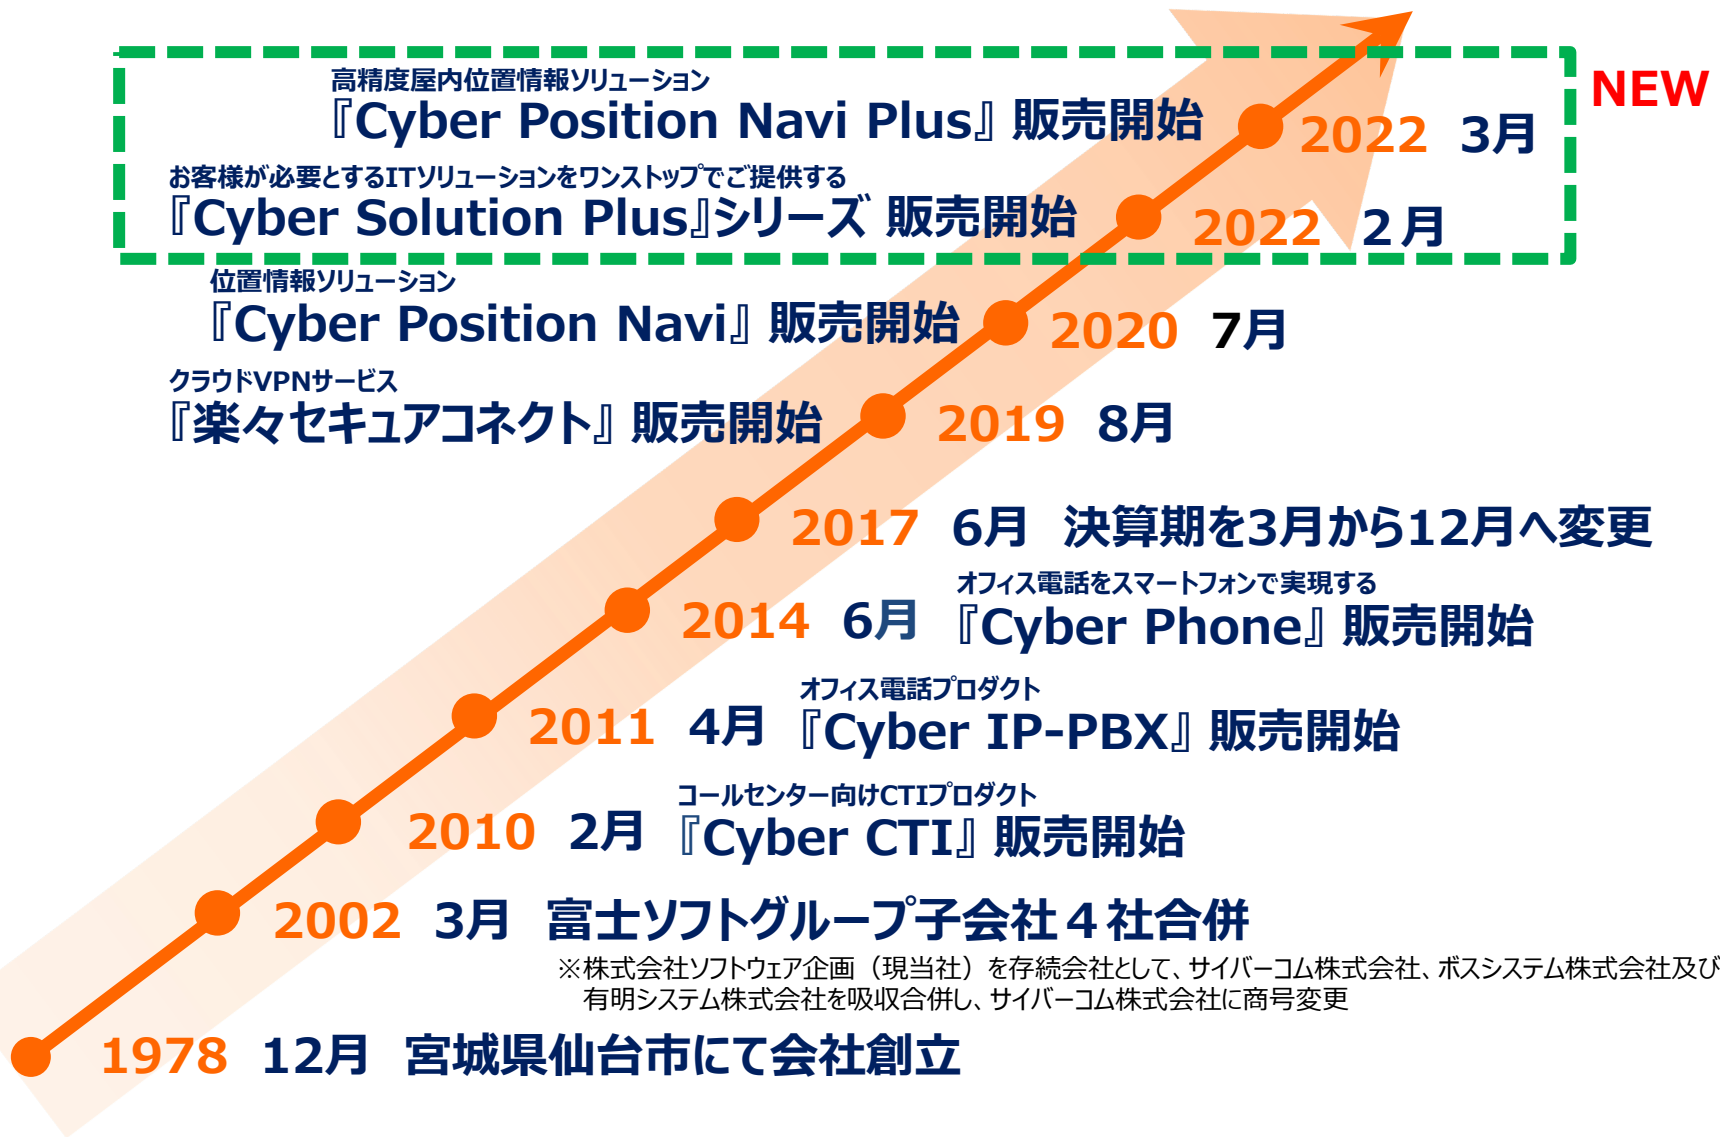 高精度屋内位置情報ソリューション
『Cyber Position Navi Plus』 販売開始
2022 3月
NEW
お客様が必要とするITソリューションをワンストップでご提供する
『Cyber Solution Plus』シリーズ 販売開始
2022 2月
位置情報ソリューション
『Cyber Position Navi』 販売開始
2020 7月
クラウドVPNサービス
『楽々セキュアコネクト』 販売開始
2019 8月
2017 6月 決算期を3月から12月へ変更
オフィス電話をスマートフォンで実現する
2014 6月 『Cyber Phone』 販売開始
オフィス電話プロダクト
2011 4月 『Cyber IP-PBX』 販売開始
コールセンター向けCTIプロダクト
2010 2月 『Cyber CTI』 販売開始
2002 3月 富士ソフトグループ子会社４社合併
※株式会社ソフトウェア企画（現当社）を存続会社として、サイバーコム株式会社、ボスシステム株式会社及び
有明システム株式会社を吸収合併し、サイバーコム株式会社に商号変更
1978 12月 宮城県仙台市にて会社創立